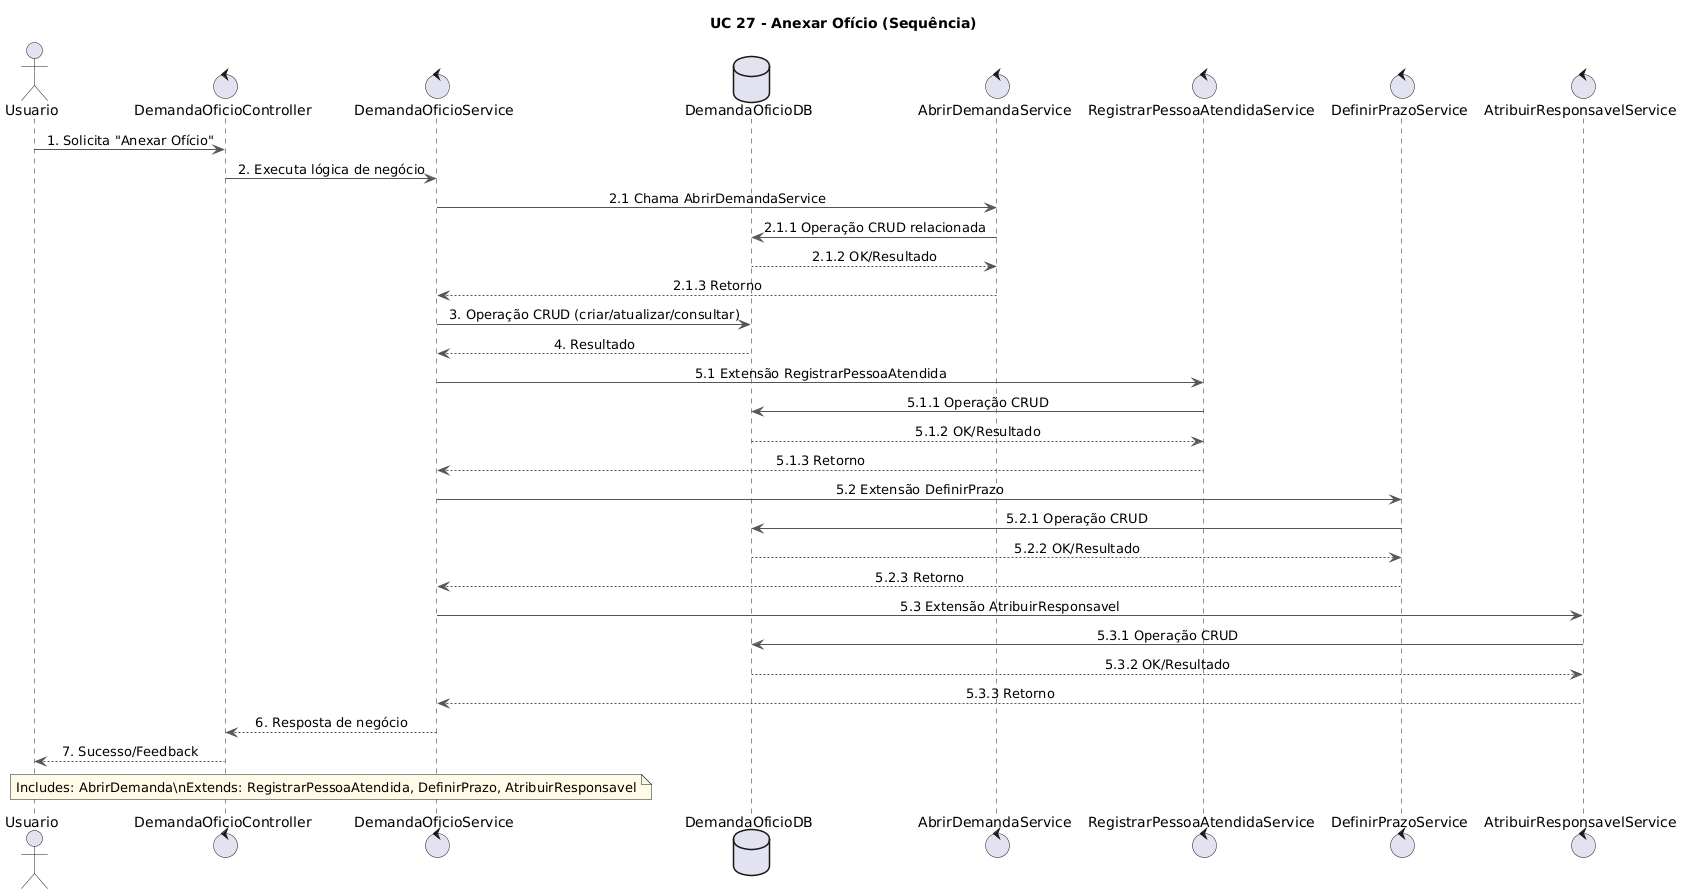 UC 27 - Anexar Ofício (Sequência)
Usuario
DemandaOficioController
DemandaOficioService
DemandaOficioDB
AbrirDemandaService
RegistrarPessoaAtendidaService
DefinirPrazoService
AtribuirResponsavelService
1. Solicita "Anexar Ofício"
2. Executa lógica de negócio
2.1 Chama AbrirDemandaService
2.1.1 Operação CRUD relacionada
2.1.2 OK/Resultado
2.1.3 Retorno
3. Operação CRUD (criar/atualizar/consultar)
4. Resultado
5.1 Extensão RegistrarPessoaAtendida
5.1.1 Operação CRUD
5.1.2 OK/Resultado
5.1.3 Retorno
5.2 Extensão DefinirPrazo
5.2.1 Operação CRUD
5.2.2 OK/Resultado
5.2.3 Retorno
5.3 Extensão AtribuirResponsavel
5.3.1 Operação CRUD
5.3.2 OK/Resultado
5.3.3 Retorno
6. Resposta de negócio
7. Sucesso/Feedback
Includes: AbrirDemanda\nExtends: RegistrarPessoaAtendida, DefinirPrazo, AtribuirResponsavel
Usuario
DemandaOficioController
DemandaOficioService
DemandaOficioDB
AbrirDemandaService
RegistrarPessoaAtendidaService
DefinirPrazoService
AtribuirResponsavelService